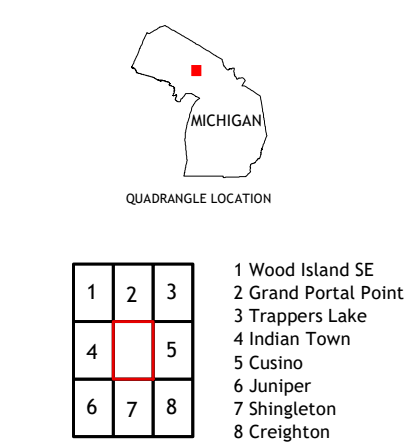 MICHIGAN
QUADRANGLE LOCATION
1 2 3
4 5
6 7 8
1 Wood Island SE
2 Grand Portal Point
3 Trappers Lake
4 Indian Town
5 Cusino
6 Juniper
7 Shingleton
8 Creighton